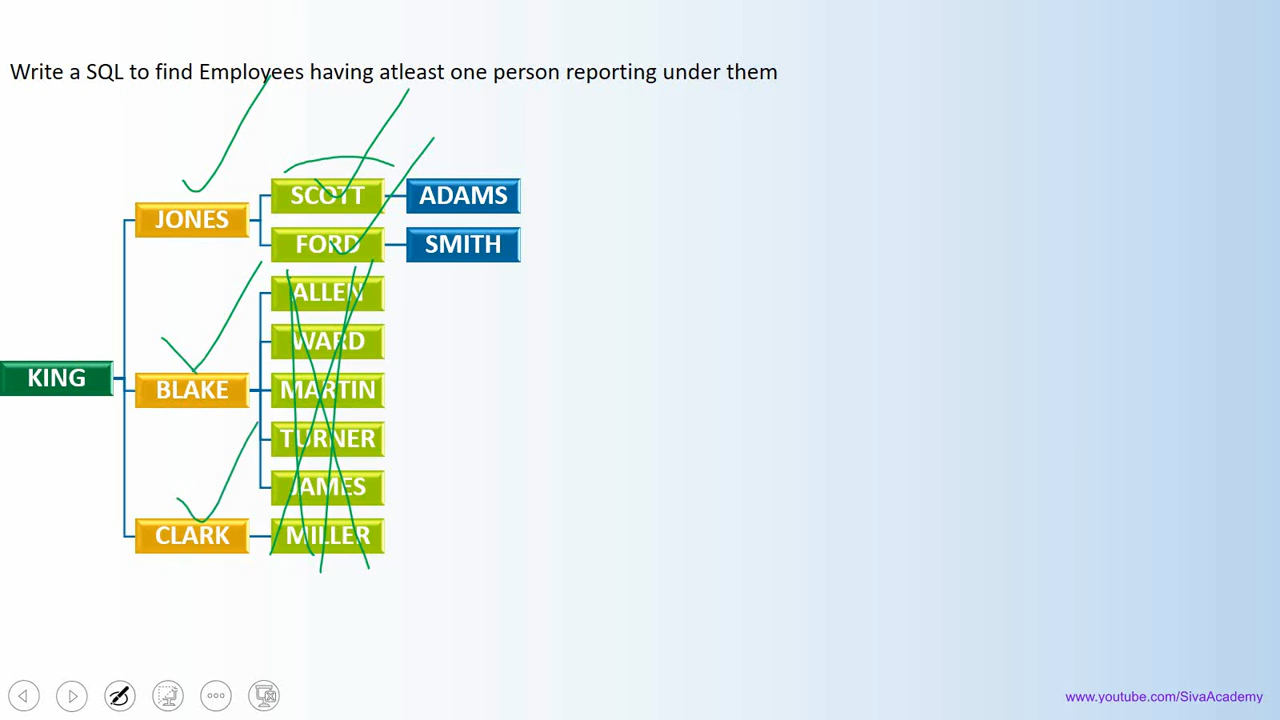 Write a SQL to find Employees having atleast one person reporting under them
SCOTT
ADAMS
JONES
FORD
SMITH
ALLEN
WARD
KING
BLAKE
MARTIN
TURNER
JAMES
CLARK
MILLER
www.youtube.com/SivaAcademy